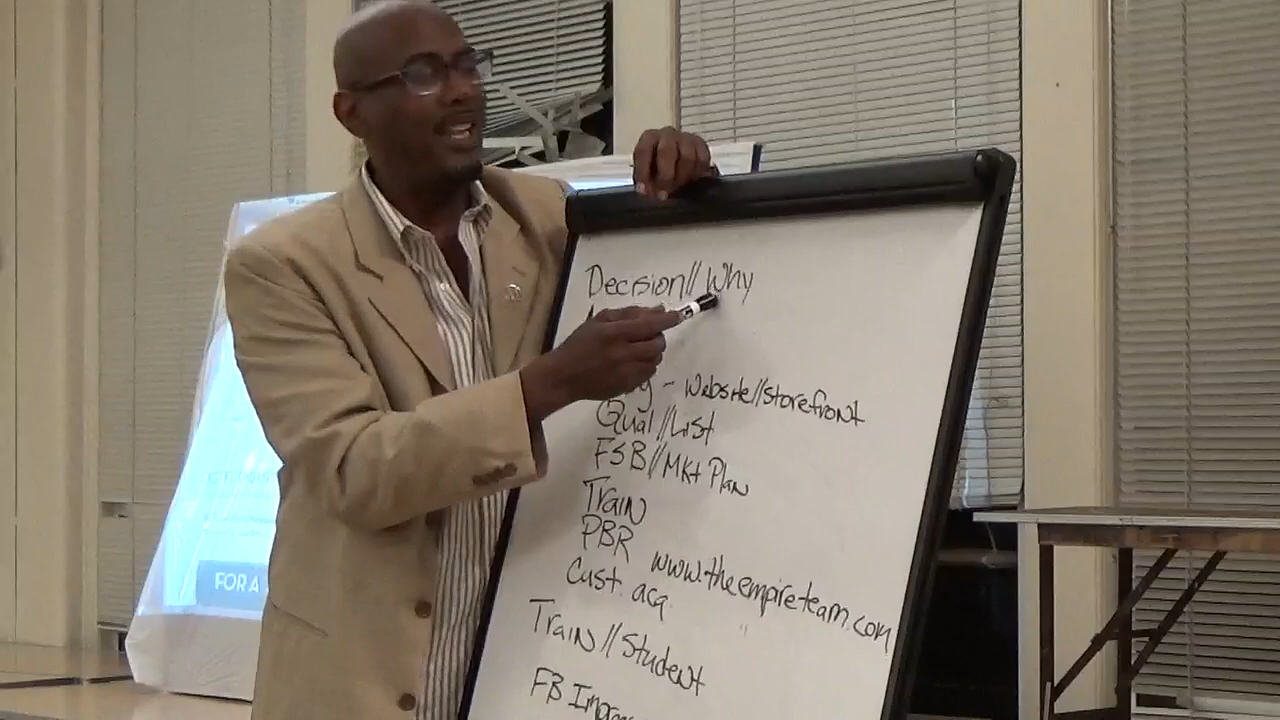 Decision//Why
- Website//Storefront
Qual//List
FSB//Mkt Plan
Train
PBR
www.theempireteam.com
Cust. acq.
Train//Student
FB
FOR A